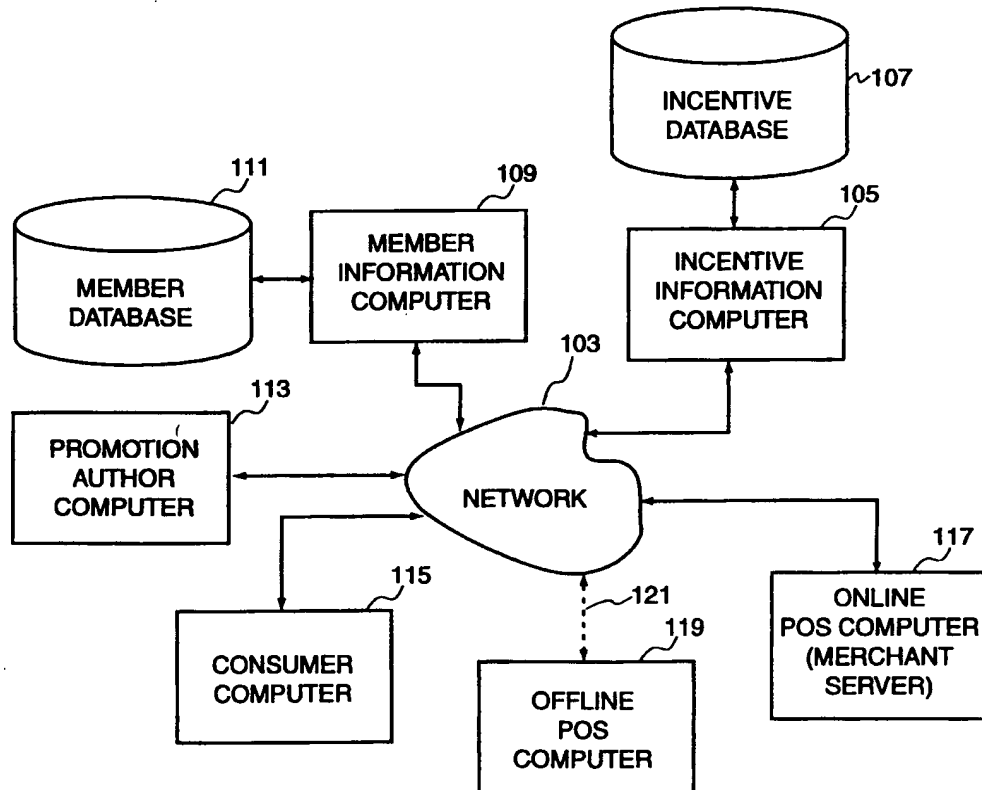 INCENTIVE
DATABASE
107
111
MEMBER
DATABASE
109
MEMBER
INFORMATION
COMPUTER
105
INCENTIVE
INFORMATION
COMPUTER
103
NETWORK
113
PROMOTION
AUTHOR
COMPUTER
115
CONSUMER
COMPUTER
121
119
OFFLINE
POS
COMPUTER
117
ONLINE
POS COMPUTER
(MERCHANT
SERVER)